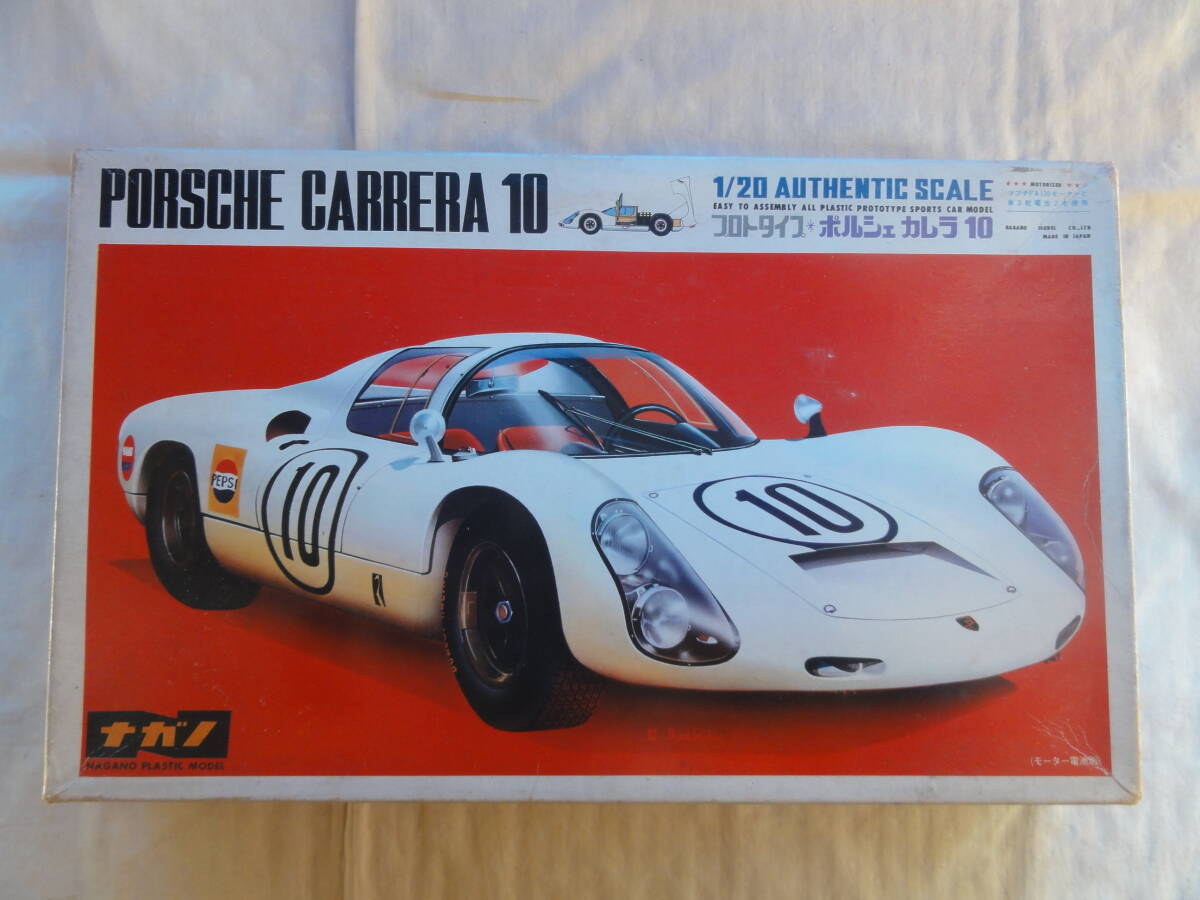 PORSCHE CARRERA 10
1/20 AUTHENTIC SCALE
EASY TO ASSEMBLY ALL PLASTIC PROTOTYPE SPORTS CAR MODEL
プロトタイプ*ポルシェ カレラ 10
★★★ MOTORIZED ★★
NAGANO MODEL CO.,LTD
MADE IN JAPAN
PEPSI
10
10
ナガノ
NAGANO PLASTIC MODEL
(モーター電池別)